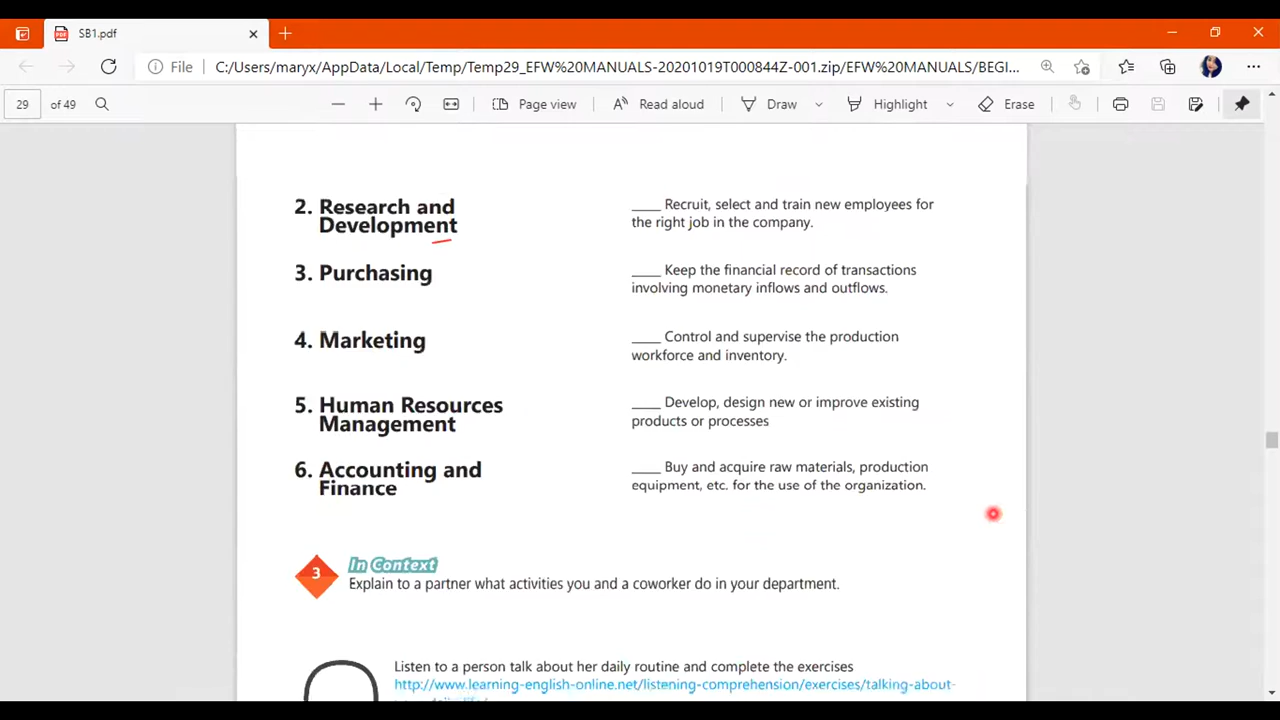 SB1.pdf
File C:/Users/maryx/AppData/Local/Temp/Temp29_EFW%20MANUALS-20201019T000844Z-001.zip/EFW%20MANUALS/BEGI...
29 of 49 Page view Read aloud Draw Highlight Erase
2. Research and
Development
____ Recruit, select and train new employees for
the right job in the company.
3. Purchasing
____ Keep the financial record of transactions
involving monetary inflows and outflows.
4. Marketing
____ Control and supervise the production
workforce and inventory.
5. Human Resources
Management
____ Develop, design new or improve existing
products or processes
6. Accounting and
Finance
____ Buy and acquire raw materials, production
equipment, etc. for the use of the organization.
3 In Context
Explain to a partner what activities you and a coworker do in your department.
Listen to a person talk about her daily routine and complete the exercises
http://www.learning-english-online.net/listening-comprehension/exercises/talking-about-